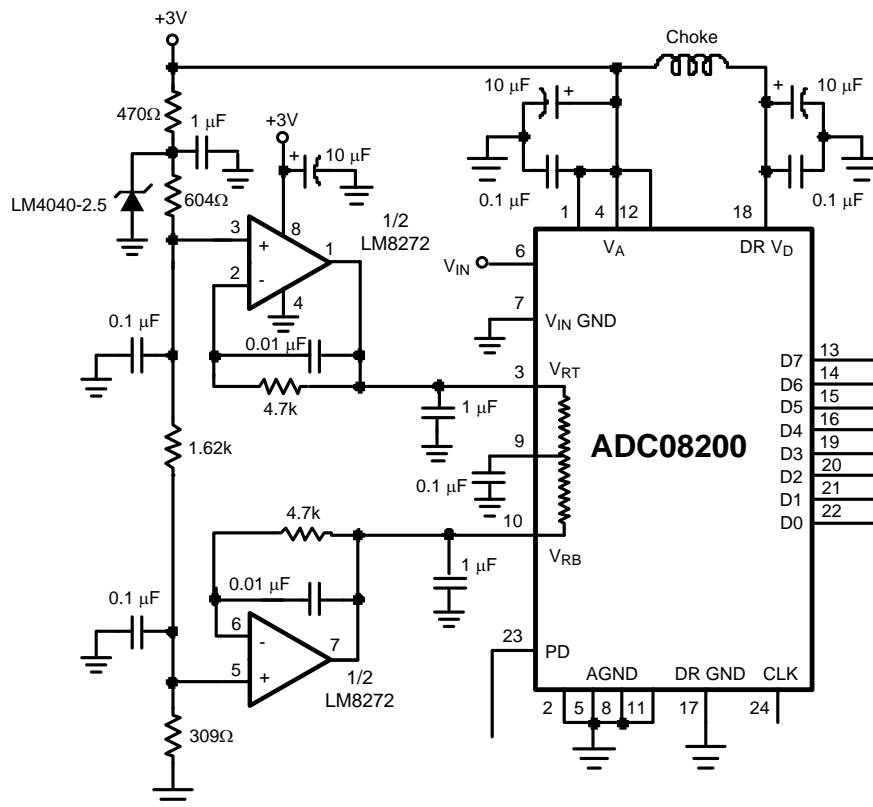 +3V
Choke
10 µF
+
+
10 µF
470Ω
1 µF
+3V
+
10 µF
LM4040-2.5
604Ω
0.1 µF
0.1 µF
1/2
LM8272
1
4
12
18
3
+
8
1
V_A
DR V_D
2
-
4
V_IN
6
7
V_IN GND
0.1 µF
0.01 µF
D7
13
3
V_RT
D6
14
4.7k
D5
15
1 µF
D4
16
1.62k
9
ADC08200
D3
19
D2
20
0.1 µF
D1
21
4.7k
10
D0
22
V_RB
1 µF
0.01 µF
0.1 µF
6
-
7
23
PD
5
+
1/2
LM8272
AGND
DR GND
CLK
2
5
8
11
17
24
309Ω